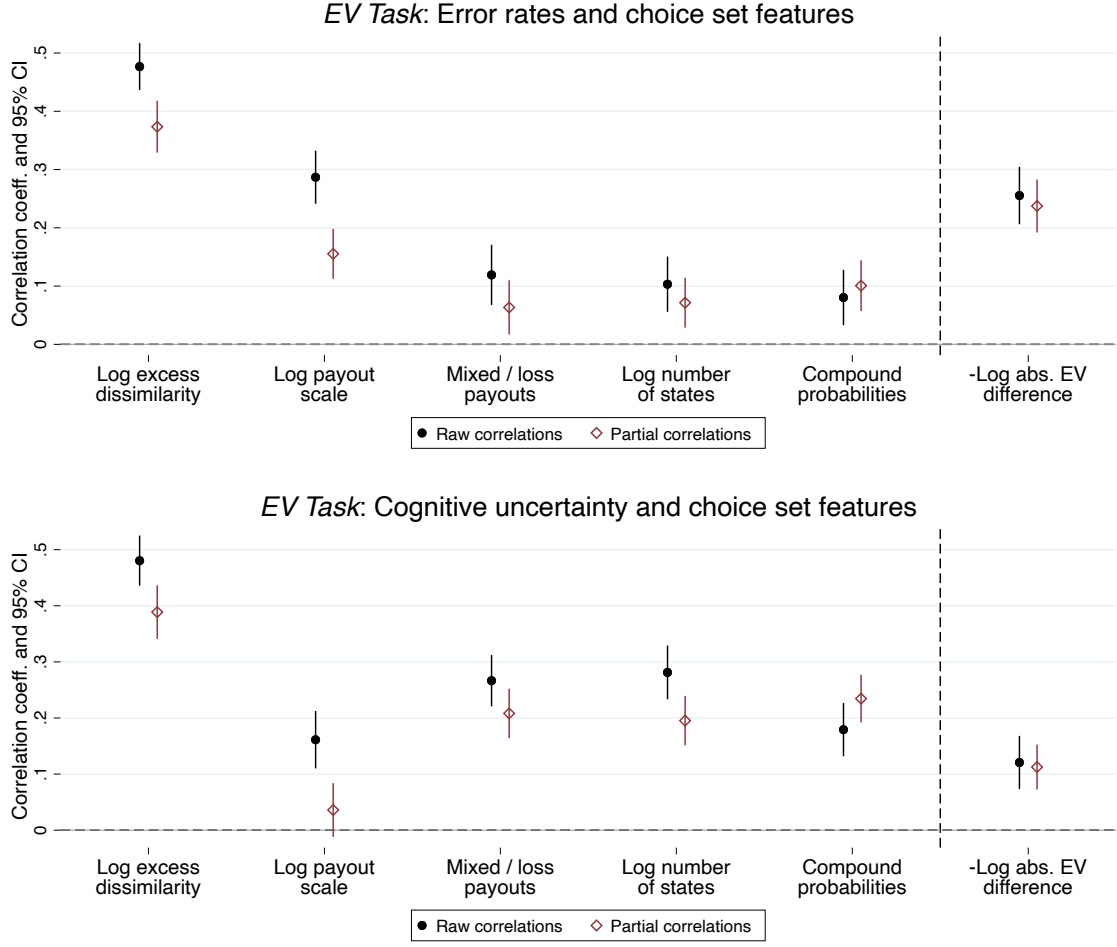 EV Task: Error rates and choice set features
Correlation coeff. and 95% CI
.5
.4
.3
.2
.1
0
Log excess
dissimilarity
Log payout
scale
Mixed / loss
payouts
Log number
of states
Compound
probabilities
-Log abs. EV
difference
Raw correlations
Partial correlations
EV Task: Cognitive uncertainty and choice set features
Correlation coeff. and 95% CI
.5
.4
.3
.2
.1
0
Log excess
dissimilarity
Log payout
scale
Mixed / loss
payouts
Log number
of states
Compound
probabilities
-Log abs. EV
difference
Raw correlations
Partial correlations